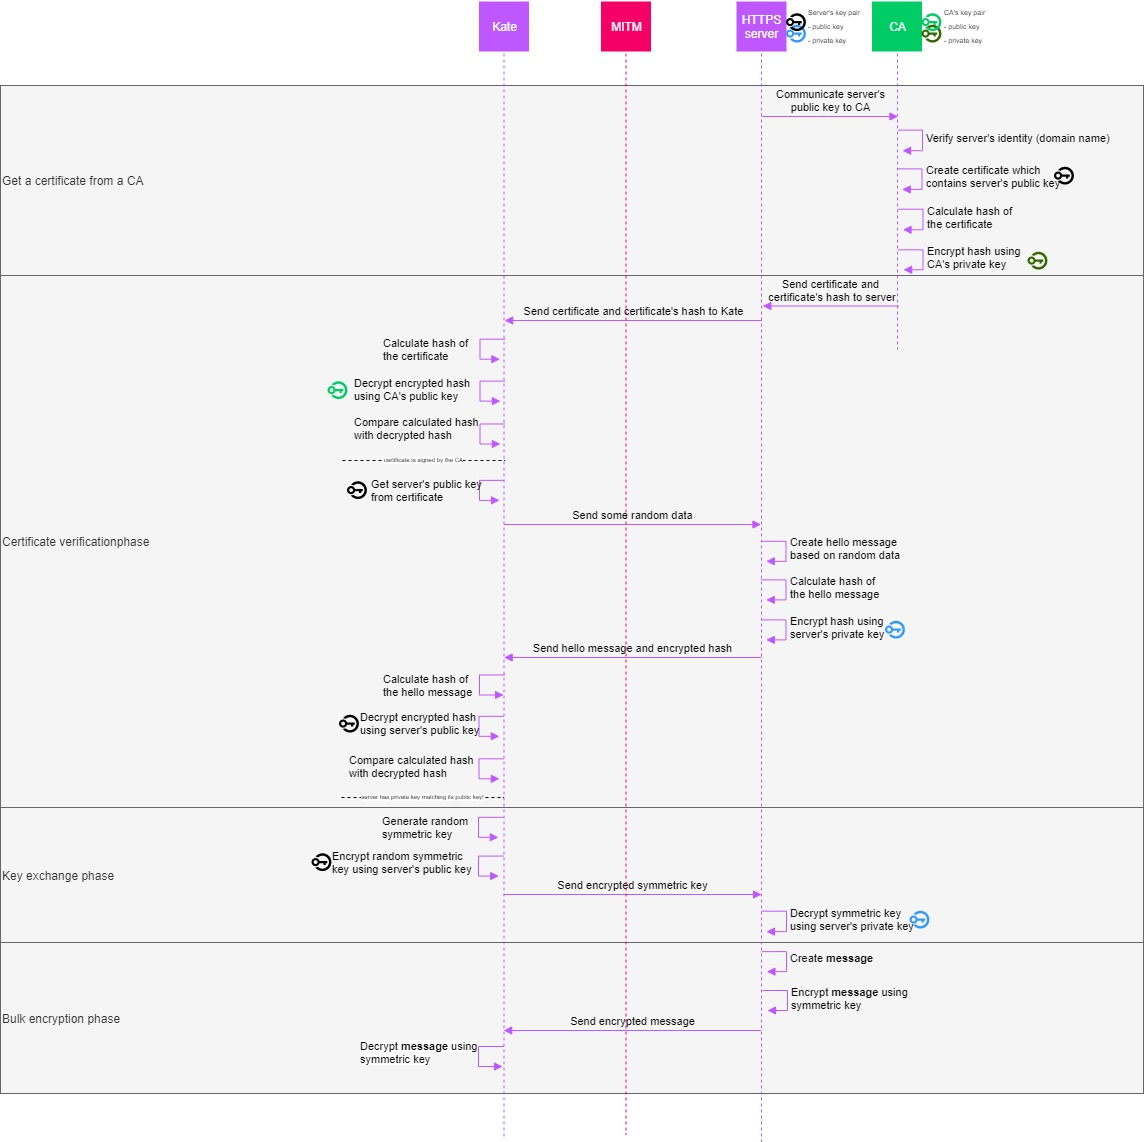 Kate
MITM
HTTPS
server
Server's key pair
- public key
- private key
CA
CA's key pair
- public key
- private key
Get a certificate from a CA
Communicate server's
public key to CA
Verify server's identity (domain name)
Create certificate which
contains server's public key
Calculate hash of
the certificate
Encrypt hash using
CA's private key
Certificate verificationphase
Send certificate and
certificate's hash to server
Send certificate and certificate's hash to Kate
Calculate hash of
the certificate
Decrypt encrypted hash
using CA's public key
Compare calculated hash
with decrypted hash
certificate is signed by the CA
Get server's public key
from certificate
Send some random data
Create hello message
based on random data
Calculate hash of
the hello message
Encrypt hash using
server's private key
Send hello message and encrypted hash
Calculate hash of
the hello message
Decrypt encrypted hash
using server's public key
Compare calculated hash
with decrypted hash
server has private key matching its public key!
Key exchange phase
Generate random
symmetric key
Encrypt random symmetric
key using server's public key
Send encrypted symmetric key
Decrypt symmetric key
using server's private key
Bulk encryption phase
Create message
Encrypt message using
symmetric key
Send encrypted message
Decrypt message using
symmetric key